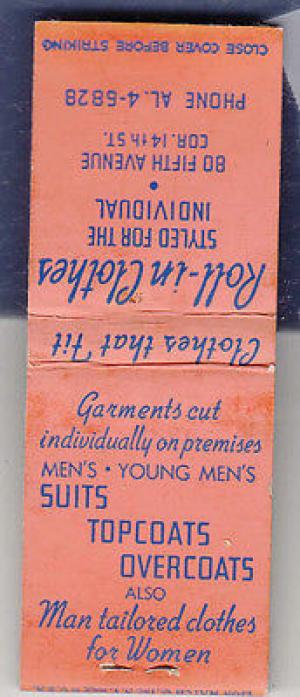 CLOSE COVER BEFORE STRIKING
PHONE AL. 4-6828
COR. 14th ST.
80 FIFTH AVENUE
•
INDIVIDUAL
STYLED FOR THE
Roll-in Clothes
Clothes that Fit
Garments cut
individually on premises
MEN'S • YOUNG MEN'S
SUITS
TOPCOATS
OVERCOATS
ALSO
Man tailored clothes
for Women